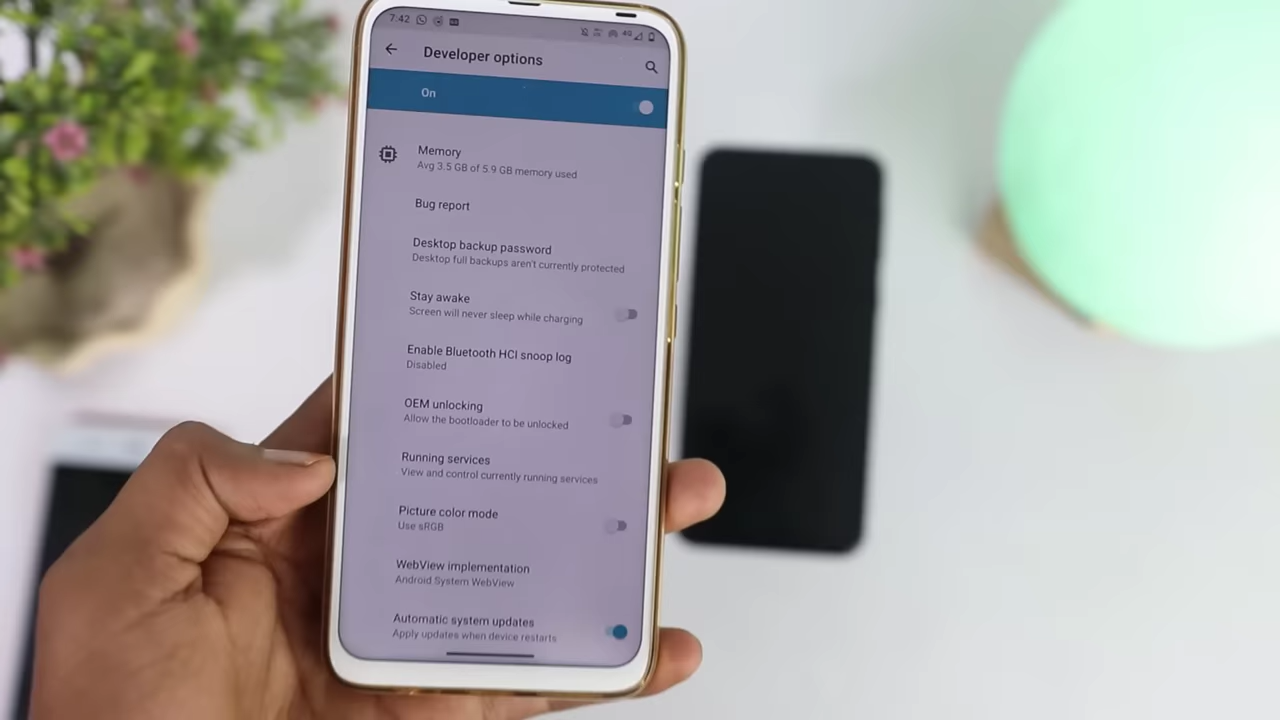 7:42
4G
Developer options
On
Memory
Avg 3.5 GB of 5.9 GB memory used
Bug report
Desktop backup password
Desktop full backups aren't currently protected
Stay awake
Screen will never sleep while charging
Enable Bluetooth HCI snoop log
Disabled
OEM unlocking
Allow the bootloader to be unlocked
Running services
View and control currently running services
Picture color mode
Use sRGB
WebView implementation
Android System WebView
Automatic system updates
Apply updates when device restarts